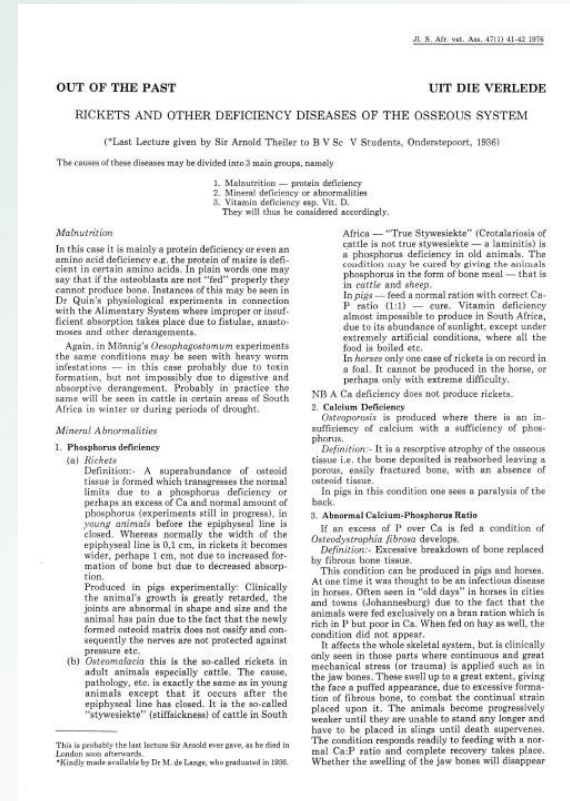 Jl. S. Afr. vet. Ass. 47(1) 41-42 1976
OUT OF THE PAST
UIT DIE VERLEDE
RICKETS AND OTHER DEFICIENCY DISEASES OF THE OSSEOUS SYSTEM
(*Last Lecture given by Sir Arnold Theiler to B V Sc V Students, Onderstepoort, 1936)
The causes of these diseases may be divided into 3 main groups, namely
1. Malnutrition — protein deficiency
2. Mineral deficiency or abnormalities
3. Vitamin deficiency esp. Vit. D.
They will thus be considered accordingly.
Malnutrition
In this case it is mainly a protein deficiency or even an
amino acid deficiency e.g. the protein of maize is defi-
cient in certain amino acids. In plain words one may
say that if the osteoblasts are not "fed" properly they
cannot produce bone. Instances of this may be seen in
Dr Quin's physiological experiments in connection
with the Alimentary System where improper or insuf-
ficient absorption takes place due to fistulae, anasto-
moses and other derangements.
Again, in Mönnig's Oesophagostomum experiments
the same conditions may be seen with heavy worm
infestations — in this case probably due to toxin
formation, but not impossibly due to digestive and
absorptive derangement. Probably in practice the
same will be seen in cattle in certain areas of South
Africa in winter or during periods of drought.
Mineral Abnormalities
1. Phosphorus deficiency
(a) Rickets
Definition:- A superabundance of osteoid
tissue is formed which transgresses the normal
limits due to a phosphorus deficiency or
perhaps an excess of Ca and normal amount of
phosphorus (experiments still in progress), in
young animals before the epiphyseal line is
closed. Whereas normally the width of the
epiphyseal line is 0,1 cm, in rickets it becomes
wider, perhaps 1 cm, not due to increased for-
mation of bone but due to decreased absorp-
tion.
Produced in pigs experimentally: Clinically
the animal's growth is greatly retarded, the
joints are abnormal in shape and size and the
animal has pain due to the fact that the newly
formed osteoid matrix does not ossify and con-
sequently the nerves are not protected against
pressure etc.
(b) Osteomalacia this is the so-called rickets in
adult animals especially cattle. The cause,
pathology, etc. is exactly the same as in young
animals except that it occurs after the
epiphyseal line has closed. It is the so-called
"stywesiekte" (stiffsickness) of cattle in South
This is probably the last lecture Sir Arnold ever gave, as he died in
London soon afterwards.
*Kindly made available by Dr M. de Lange, who graduated in 1936.
Africa — "True Stywesiekte" (Crotalariosis of
cattle is not true stywesiekte — a laminitis) is
a phosphorus deficiency in old animals. The
condition may be cured by giving the animals
phosphorus in the form of bone meal — that is
in cattle and sheep.
In pigs — feed a normal ration with correct Ca-
P ratio (1:1) — cure. Vitamin deficiency
almost impossible to produce in South Africa,
due to its abundance of sunlight, except under
extremely artificial conditions, where all the
food is boiled etc.
In horses only one case of rickets is on record in
a foal. It cannot be produced in the horse, or
perhaps only with extreme difficulty.
NB A Ca deficiency does not produce rickets.
2. Calcium Deficiency
Osteoporosis is produced where there is an in-
sufficiency of calcium with a sufficiency of phos-
phorus.
Definition:- It is a resorptive atrophy of the osseous
tissue i.e. the bone deposited is reabsorbed leaving a
porous, easily fractured bone, with an absence of
osteoid tissue.
In pigs in this condition one sees a paralysis of the
back.
3. Abnormal Calcium-Phosphorus Ratio
If an excess of P over Ca is fed a condition of
Osteodystrophia fibrosa develops.
Definition:- Excessive breakdown of bone replaced
by fibrous bone tissue.
This condition can be produced in pigs and horses.
At one time it was thought to be an infectious disease
in horses. Often seen in "old days" in horses in cities
and towns (Johannesburg) due to the fact that the
animals were fed exclusively on a bran ration which is
rich in P but poor in Ca. When fed on hay as well, the
condition did not appear.
It affects the whole skeletal system, but is clinically
only seen in those parts where continuous and great
mechanical stress (or trauma) is applied such as in
the jaw bones. These swell up to a great extent, giving
the face a puffed appearance, due to excessive forma-
tion of fibrous bone, to combat the continual strain
placed upon it. The animals become progressively
weaker until they are unable to stand any longer and
have to be placed in slings until death supervenes.
The condition responds readily to feeding with a nor-
mal Ca:P ratio and complete recovery takes place.
Whether the swelling of the jaw bones will disappear